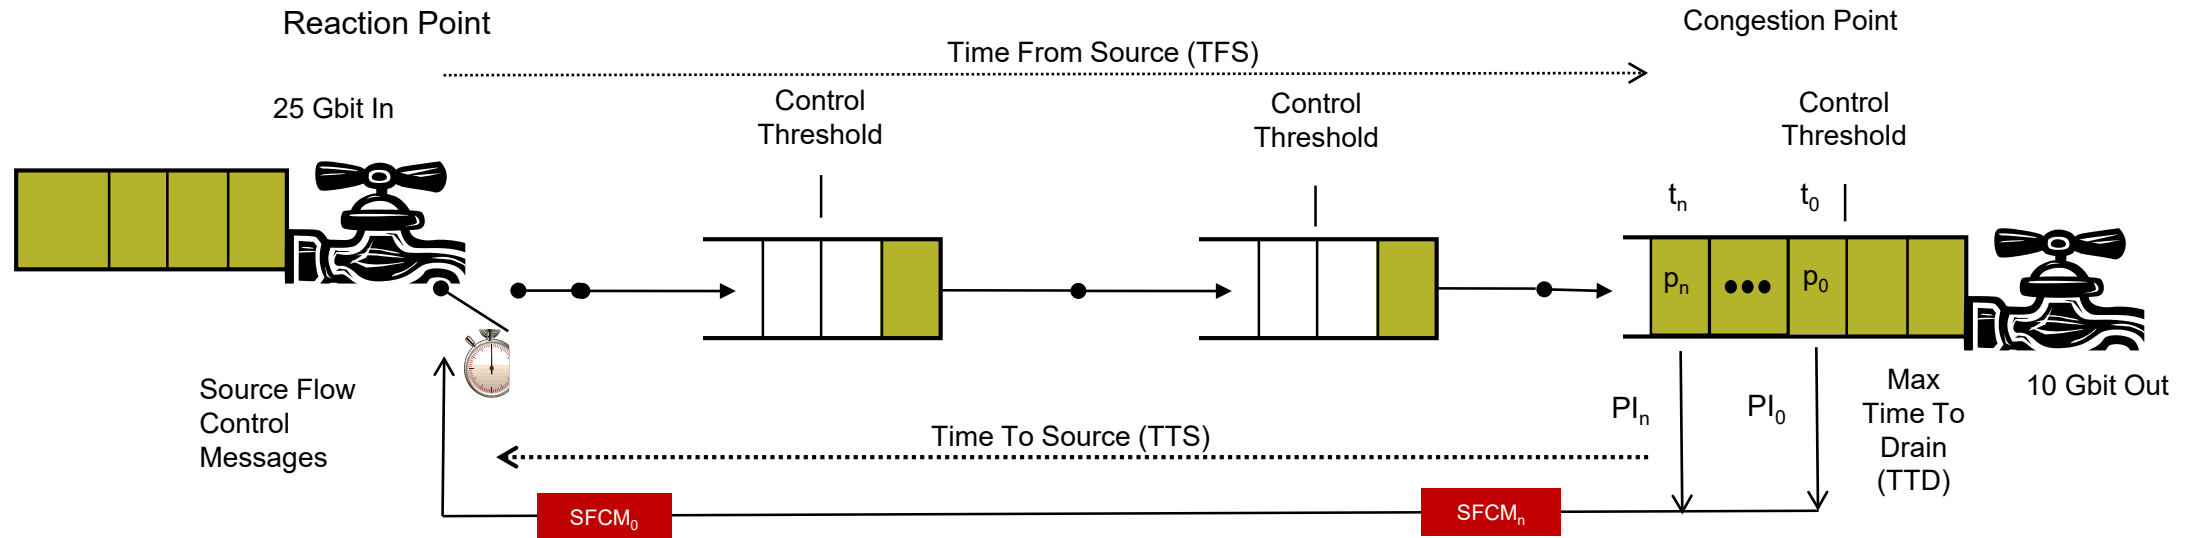 Reaction Point
Congestion Point
Time From Source (TFS)
25 Gbit In
Control
Threshold
Control
Threshold
Control
Threshold
tn
t0
pn
p0
Source Flow
Control
Messages
Time To Source (TTS)
PIn
PI0
Max
Time To
Drain
(TTD)
10 Gbit Out
SFCM0
SFCMn